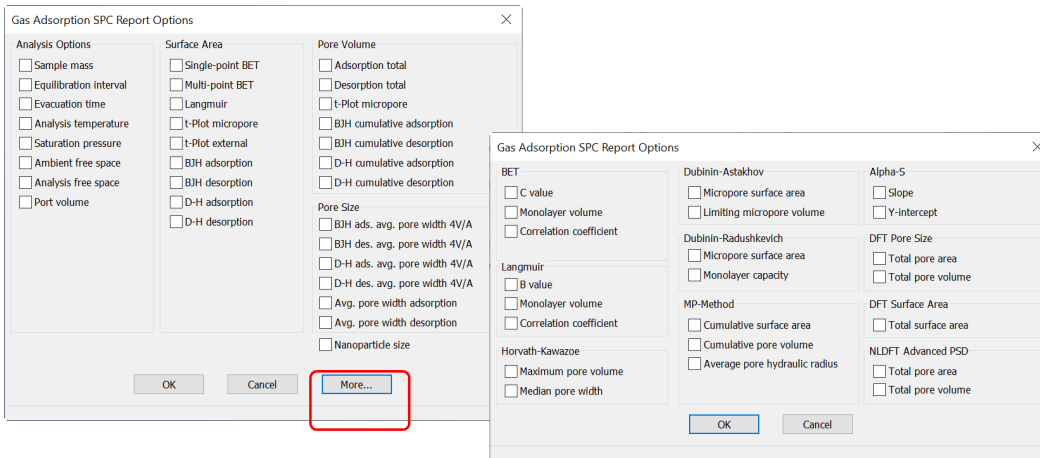 Gas Adsorption SPC Report Options
Analysis Options
Sample mass
Equilibration interval
Evacuation time
Analysis temperature
Saturation pressure
Ambient free space
Analysis free space
Port volume
Surface Area
Single-point BET
Multi-point BET
Langmuir
t-Plot micropore
t-Plot external
BJH adsorption
BJH desorption
D-H adsorption
D-H desorption
Pore Volume
Adsorption total
Desorption total
t-Plot micropore
BJH cumulative adsorption
BJH cumulative desorption
D-H cumulative adsorption
D-H cumulative desorption
Pore Size
BJH ads. avg. pore width 4V/A
BJH des. avg. pore width 4V/A
D-H ads. avg. pore width 4V/A
D-H des. avg. pore width 4V/A
Avg. pore width adsorption
Avg. pore width desorption
Nanoparticle size
OK
Cancel
More...
Gas Adsorption SPC Report Options
BET
C value
Monolayer volume
Correlation coefficient
Langmuir
B value
Monolayer volume
Correlation coefficient
Horvath-Kawazoe
Maximum pore volume
Median pore width
Dubinin-Astakhov
Micropore surface area
Limiting micropore volume
Dubinin-Radushkevich
Micropore surface area
Monolayer capacity
MP-Method
Cumulative surface area
Cumulative pore volume
Average pore hydraulic radius
Alpha-S
Slope
Y-intercept
DFT Pore Size
Total pore area
Total pore volume
DFT Surface Area
Total surface area
NLDFT Advanced PSD
Total pore area
Total pore volume
OK
Cancel